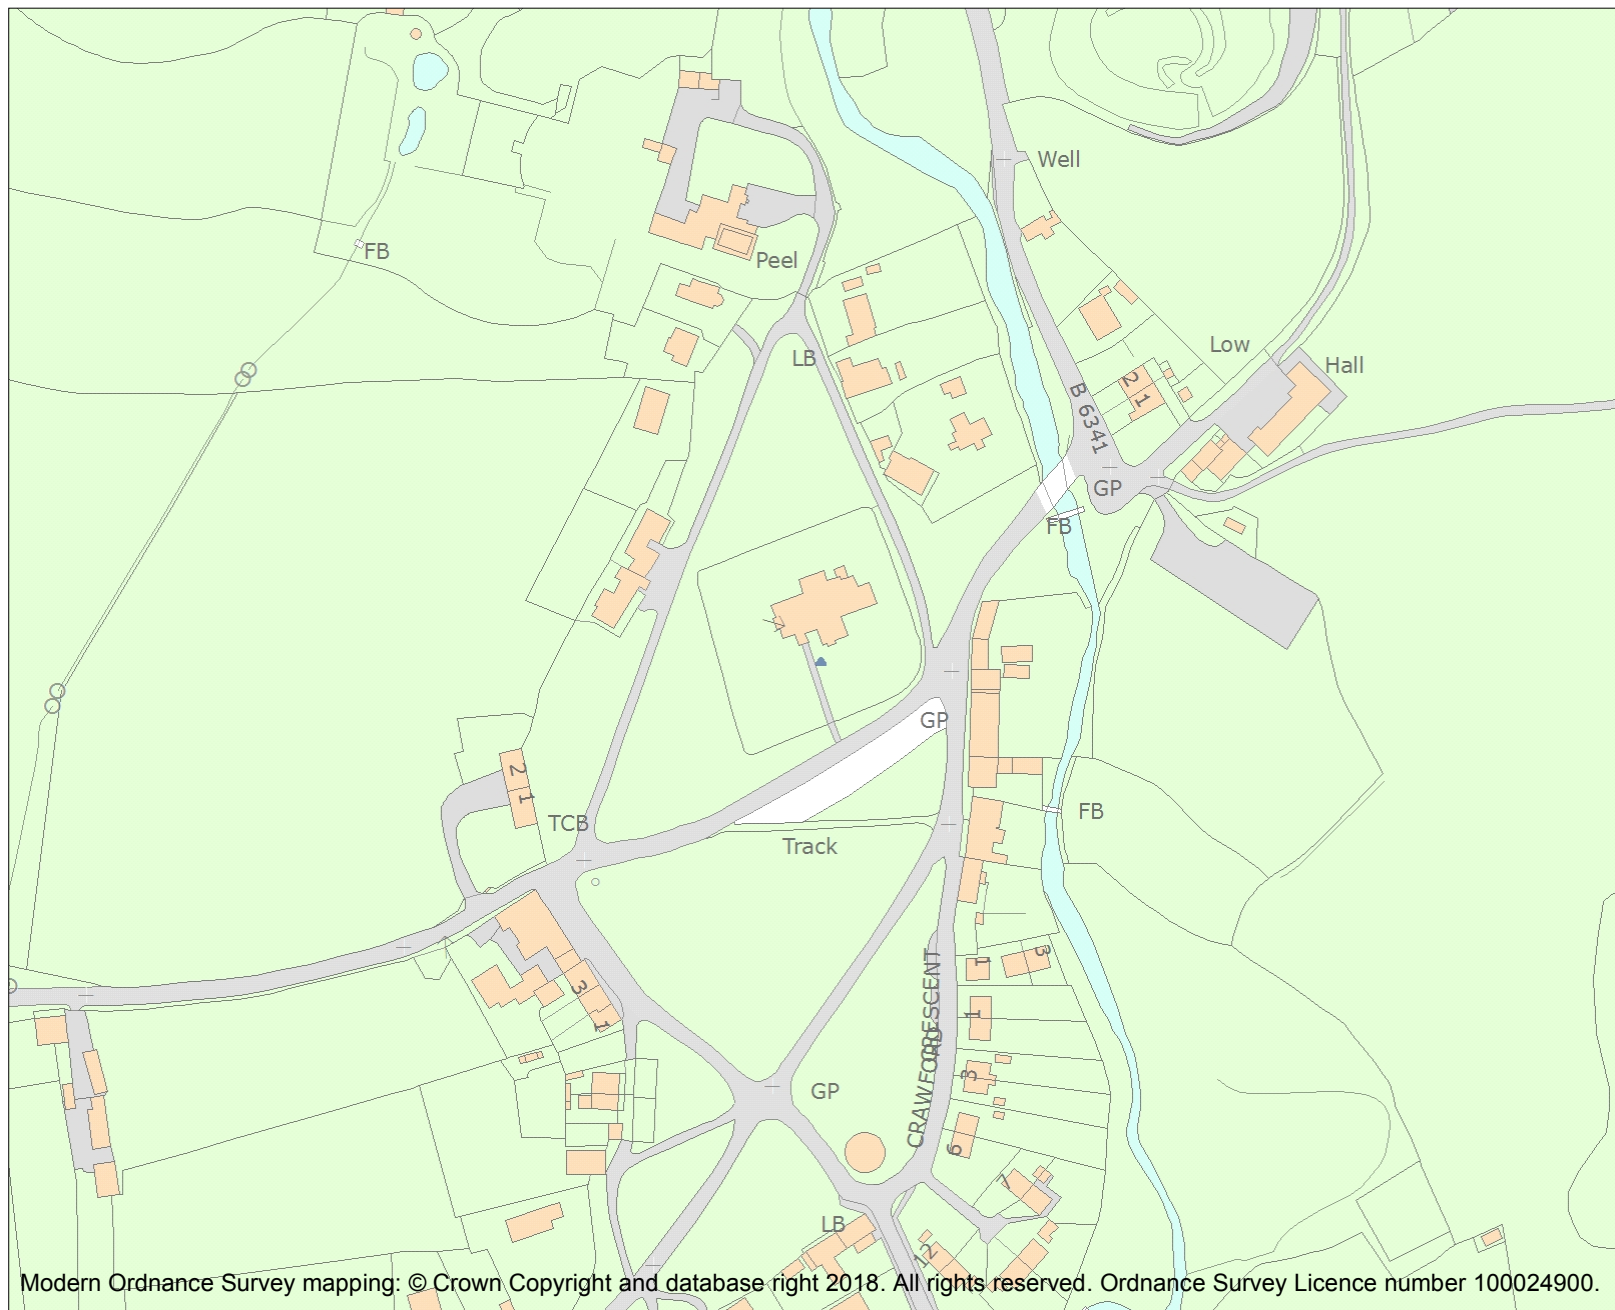 Well
FB
Peel
LB
Low
Hall
B 6341
2
1
GP
FB
GP
2
1
TCB
Track
FB
CRAWFORD
CRESCENT
1
3
3
1
1
3
GP
6
7
LB
12
Modern Ordnance Survey mapping: © Crown Copyright and database right 2018. All rights reserved. Ordnance Survey Licence number 100024900.